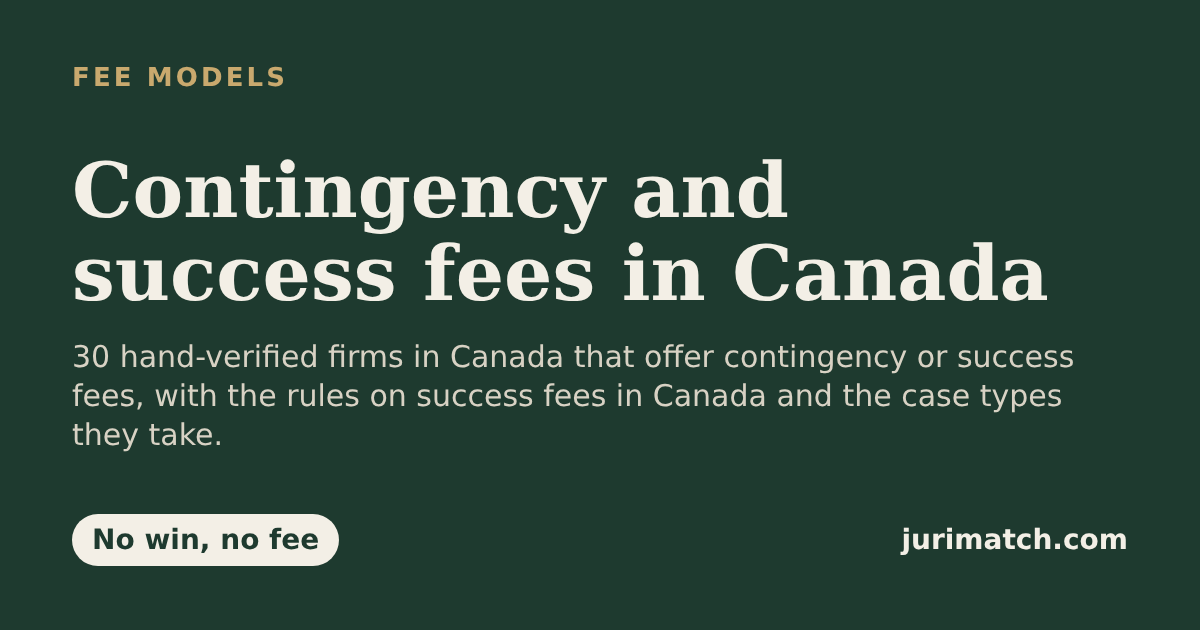 FEE MODELS
Contingency and
success fees in Canada
30 hand-verified firms in Canada that offer contingency or success
fees, with the rules on success fees in Canada and the case types
they take.
No win, no fee
jurimatch.com